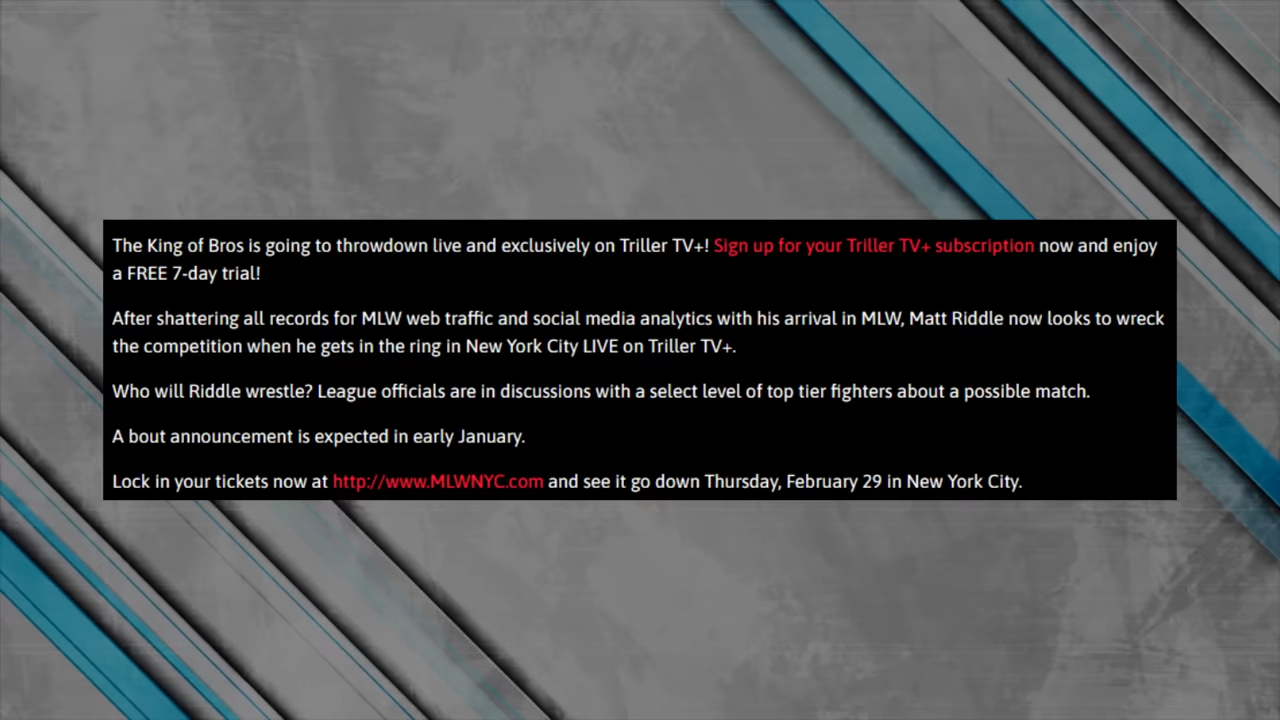 The King of Bros is going to throwdown live and exclusively on Triller TV+! Sign up for your Triller TV+ subscription now and enjoy
a FREE 7-day trial!
After shattering all records for MLW web traffic and social media analytics with his arrival in MLW, Matt Riddle now looks to wreck
the competition when he gets in the ring in New York City LIVE on Triller TV+.
Who will Riddle wrestle? League officials are in discussions with a select level of top tier fighters about a possible match.
A bout announcement is expected in early January.
Lock in your tickets now at http://www.MLWNYC.com and see it go down Thursday, February 29 in New York City.